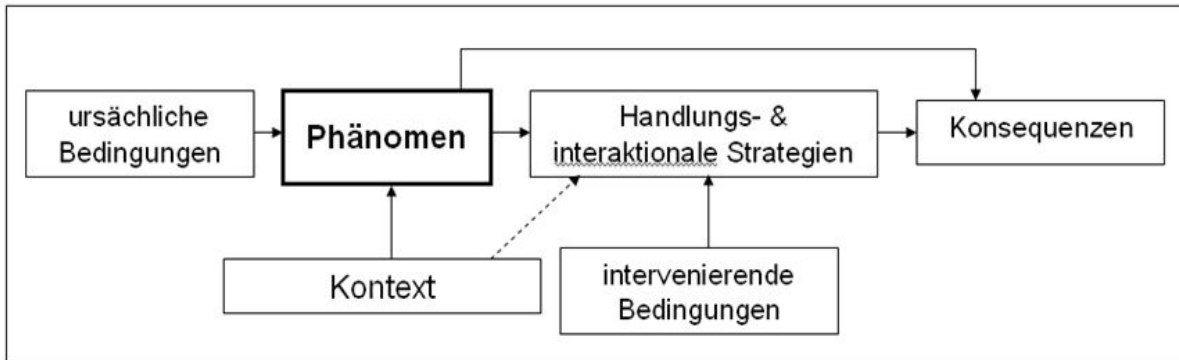 ursächliche
Bedingungen
Phänomen
Handlungs- &
interaktionale Strategien
Konsequenzen
Kontext
intervenierende
Bedingungen